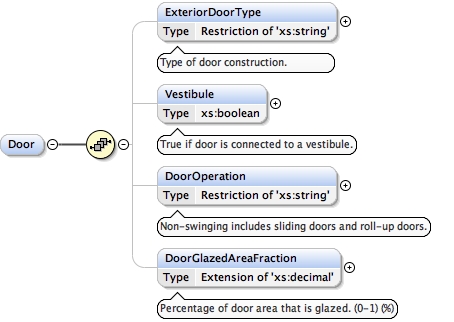 ExteriorDoorType
Type Restriction of 'xs:string'
Type of door construction.
Vestibule
Type xs:boolean
True if door is connected to a vestibule.
Door
DoorOperation
Type Restriction of 'xs:string'
Non-swinging includes sliding doors and roll-up doors.
DoorGlazedAreaFraction
Type Extension of 'xs:decimal'
Percentage of door area that is glazed. (0-1) (%)